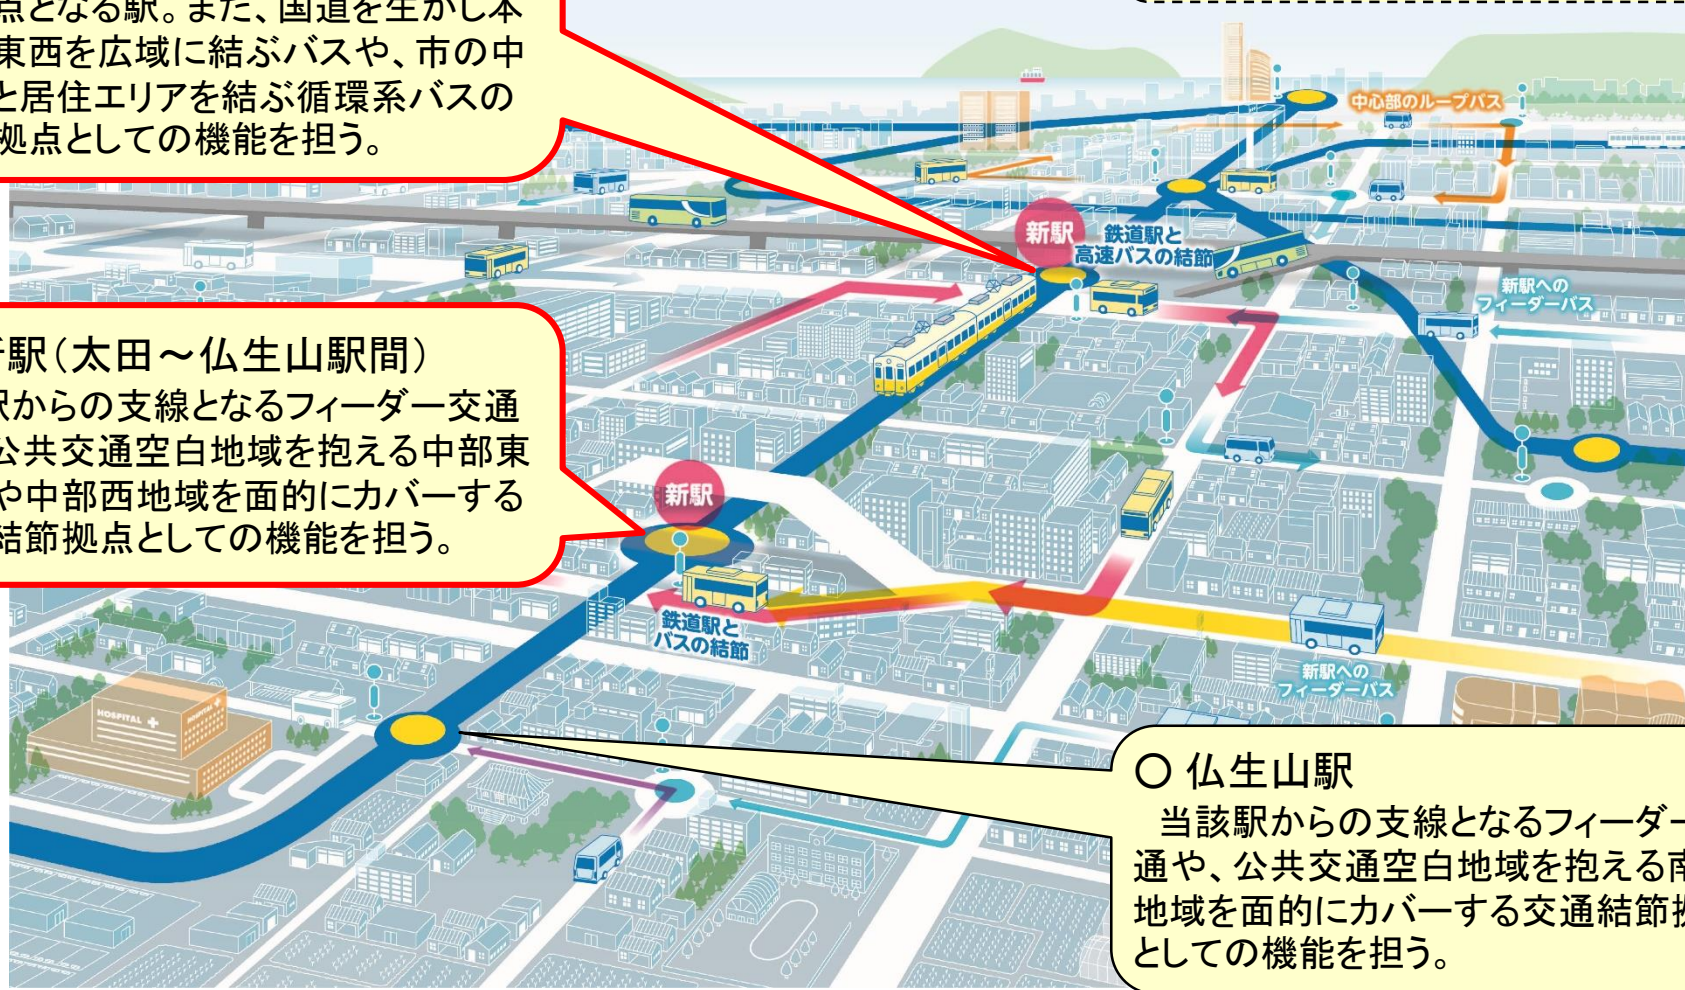 点となる駅。また、国道を生かし本
東西を広域に結ぶバスや、市の中
と居住エリアを結ぶ循環系バスの
拠点としての機能を担う。
中心部のループバス
新駅
鉄道駅と
高速バスの結節
新駅への
フィーダーバス
新駅(太田~仏生山駅間)
駅からの支線となるフィーダー交通
公共交通空白地域を抱える中部東
や中部西地域を面的にカバーする
結節拠点としての機能を担う。
新駅
鉄道駅と
バスの結節
新駅への
フィーダーバス
HOSPITAL
HOSPITAL
〇 仏生山駅
当該駅からの支線となるフィーダー
通や、公共交通空白地域を抱える南
地域を面的にカバーする交通結節拠
としての機能を担う。